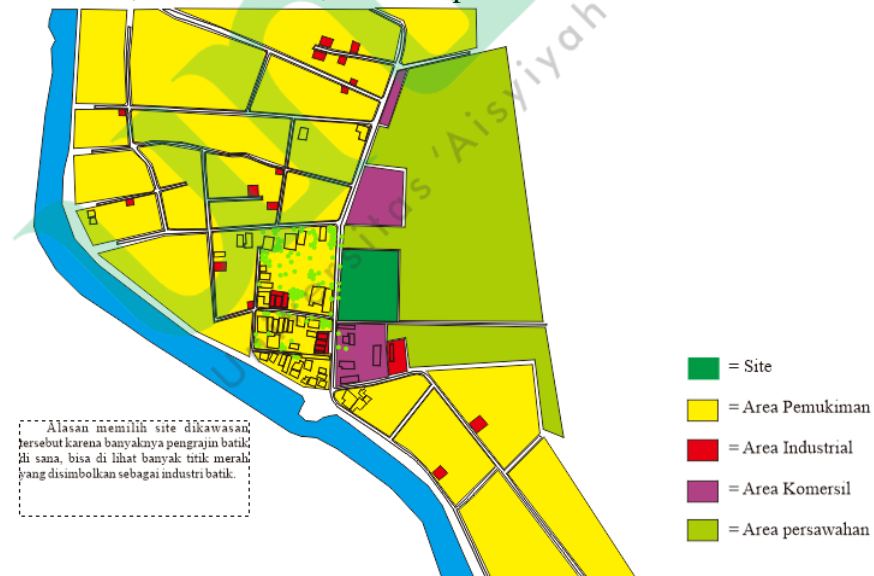 Universitas 'Aisyiyah
= Site
= Area Pemukiman
= Area Industrial
= Area Komersil
= Area persawahan
Alasan memilih site dikawasan
tersebut karena banyaknya pengrajin batik
di sana, bisa di lihat banyak titik merah
yang disimbolkan sebagai industri batik.